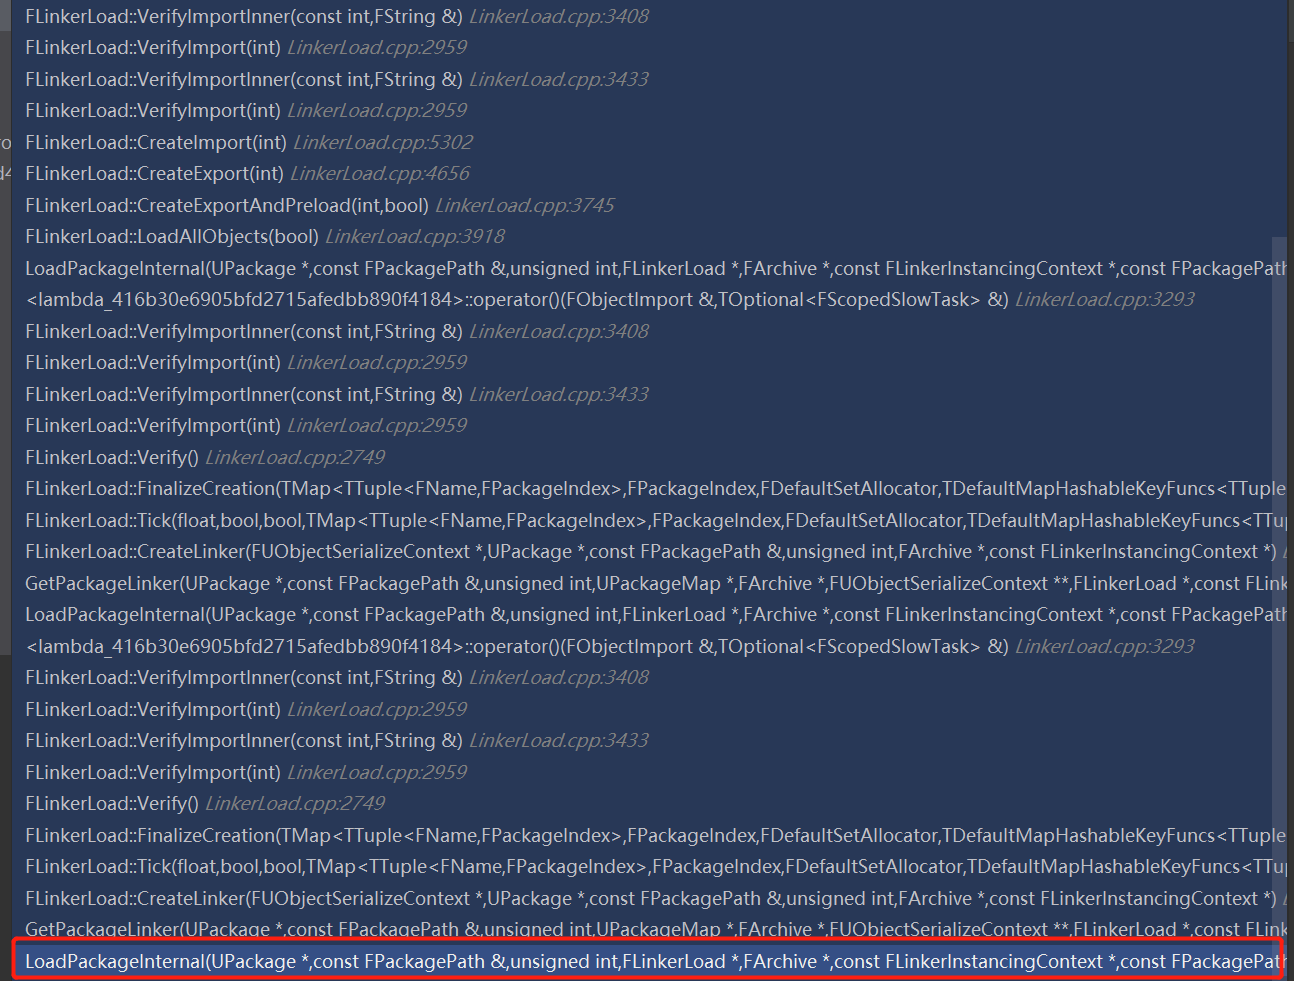 FLinkerLoad::VerifyImportInner(const int,FString &) LinkerLoad.cpp:3408
FLinkerLoad::VerifyImport(int) LinkerLoad.cpp:2959
FLinkerLoad::VerifyImportInner(const int,FString &) LinkerLoad.cpp:3433
FLinkerLoad::VerifyImport(int) LinkerLoad.cpp:2959
FLinkerLoad::CreateImport(int) LinkerLoad.cpp:5302
FLinkerLoad::CreateExport(int) LinkerLoad.cpp:4656
FLinkerLoad::CreateExportAndPreload(int,bool) LinkerLoad.cpp:3745
FLinkerLoad::LoadAllObjects(bool) LinkerLoad.cpp:3918
LoadPackageInternal(UPackage *,const FPackagePath &,unsigned int,FLinkerLoad *,FArchive *,const FLinkerInstancingContext *,const FPackagePath
<lambda_416b30e6905bfd2715afedbb890f4184>::operator()(FObjectImport &,TOptional<FScopedSlowTask> &) LinkerLoad.cpp:3293
FLinkerLoad::VerifyImportInner(const int,FString &) LinkerLoad.cpp:3408
FLinkerLoad::VerifyImport(int) LinkerLoad.cpp:2959
FLinkerLoad::VerifyImportInner(const int,FString &) LinkerLoad.cpp:3433
FLinkerLoad::VerifyImport(int) LinkerLoad.cpp:2959
FLinkerLoad::Verify() LinkerLoad.cpp:2749
FLinkerLoad::FinalizeCreation(TMap<TTuple<FName,FPackageIndex>,FPackageIndex,FDefaultSetAllocator,TDefaultMapHashableKeyFuncs<TTuple
FLinkerLoad::Tick(float,bool,bool,TMap<TTuple<FName,FPackageIndex>,FPackageIndex,FDefaultSetAllocator,TDefaultMapHashableKeyFuncs<TTu
FLinkerLoad::CreateLinker(FUObjectSerializeContext *,UPackage *,const FPackagePath &,unsigned int,FArchive *,const FLinkerInstancingContext *)
GetPackageLinker(UPackage *,const FPackagePath &,unsigned int,UPackageMap *,FArchive *,FUObjectSerializeContext **,FLinkerLoad *,const FLink
LoadPackageInternal(UPackage *,const FPackagePath &,unsigned int,FLinkerLoad *,FArchive *,const FLinkerInstancingContext *,const FPackagePath
<lambda_416b30e6905bfd2715afedbb890f4184>::operator()(FObjectImport &,TOptional<FScopedSlowTask> &) LinkerLoad.cpp:3293
FLinkerLoad::VerifyImportInner(const int,FString &) LinkerLoad.cpp:3408
FLinkerLoad::VerifyImport(int) LinkerLoad.cpp:2959
FLinkerLoad::VerifyImportInner(const int,FString &) LinkerLoad.cpp:3433
FLinkerLoad::VerifyImport(int) LinkerLoad.cpp:2959
FLinkerLoad::Verify() LinkerLoad.cpp:2749
FLinkerLoad::FinalizeCreation(TMap<TTuple<FName,FPackageIndex>,FPackageIndex,FDefaultSetAllocator,TDefaultMapHashableKeyFuncs<TTuple
FLinkerLoad::Tick(float,bool,bool,TMap<TTuple<FName,FPackageIndex>,FPackageIndex,FDefaultSetAllocator,TDefaultMapHashableKeyFuncs<TTu
FLinkerLoad::CreateLinker(FUObjectSerializeContext *,UPackage *,const FPackagePath &,unsigned int,FArchive *,const FLinkerInstancingContext *)
GetPackageLinker(UPackage *,const FPackagePath &,unsigned int,UPackageMap *,FArchive *,FUObjectSerializeContext **,FLinkerLoad *,const FLink
LoadPackageInternal(UPackage *,const FPackagePath &,unsigned int,FLinkerLoad *,FArchive *,const FLinkerInstancingContext *,const FPackagePath